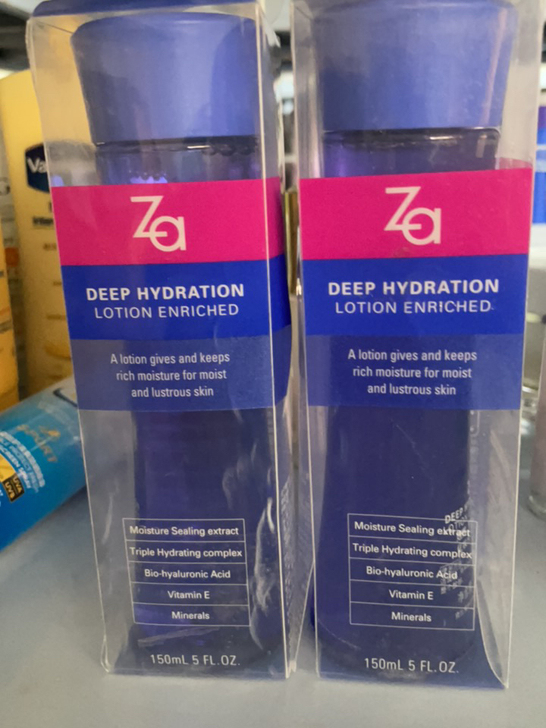 Za
DEEP HYDRATION
LOTION ENRICHED
A lotion gives and keeps
rich moisture for moist
and lustrous skin
Moisture Sealing extract
Triple Hydrating complex
Bio-hyaluronic Acid
Vitamin E
Minerals
150mL 5 FL.OZ.
Za
DEEP HYDRATION
LOTION ENRICHED
A lotion gives and keeps
rich moisture for moist
and lustrous skin
DEEP
Moisture Sealing extract
Triple Hydrating complex
Bio-hyaluronic Acid
Vitamin E
Minerals
150mL 5 FL.OZ.